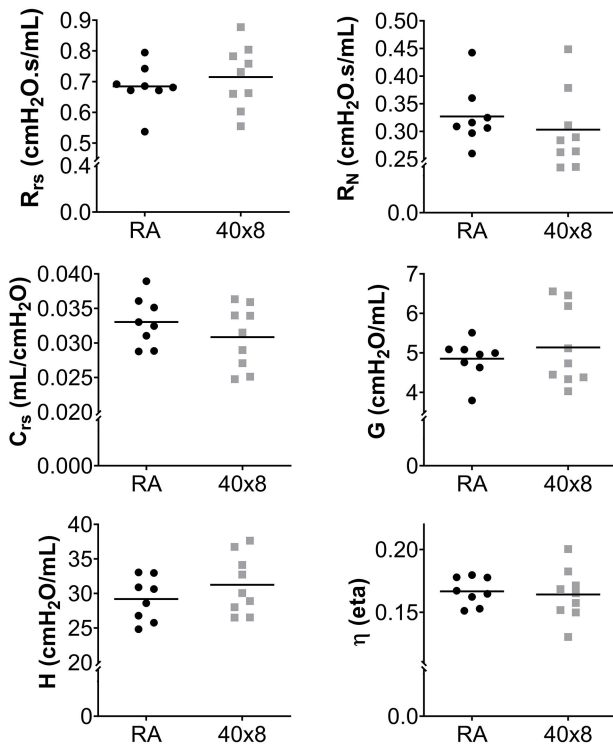 R_rs (cmH₂O.s/mL)
0.9
0.8
0.7
0.6
0.5
0.4
0.0
RA 40x8
R_N (cmH₂O.s/mL)
0.50
0.45
0.40
0.35
0.30
0.25
0.0
RA 40x8
C_rs (mL/cmH₂O)
0.040
0.035
0.030
0.025
0.020
0.000
RA 40x8
G (cmH₂O/mL)
7
6
5
4
0
RA 40x8
H (cmH₂O/mL)
40
35
30
25
20
0
RA 40x8
η (eta)
0.20
0.15
0.0
RA 40x8